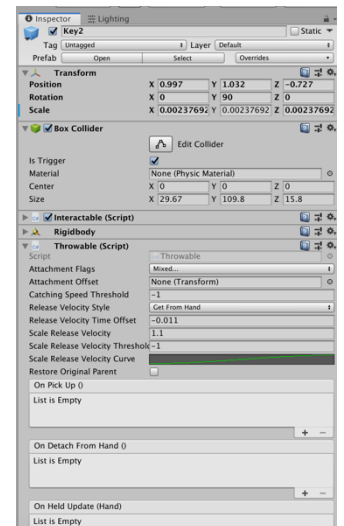 Inspector Lighting
Key2 Static
Tag Untagged Layer Default
Prefab Open Select Overrides
Transform
Position X 0.997 Y 1.032 Z -0.727
Rotation X 0 Y 90 Z 0
Scale X 0.00237692 Y 0.00237692 Z 0.00237692
Box Collider
Edit Collider
Is Trigger
Material None (Physic Material)
Center X 0 Y 0 Z 0
Size X 29.67 Y 109.8 Z 15.8
Interactable (Script)
Rigidbody
Throwable (Script)
Script Throwable
Attachment Flags Mixed...
Attachment Offset None (Transform)
Catching Speed Threshold -1
Release Velocity Style Get From Hand
Release Velocity Time Offset -0.011
Scale Release Velocity 1.1
Scale Release Velocity Threshold -1
Scale Release Velocity Curve
Restore Original Parent
On Pick Up ()
List is Empty
+ -
On Detach From Hand ()
List is Empty
+ -
On Held Update (Hand)
List is Empty